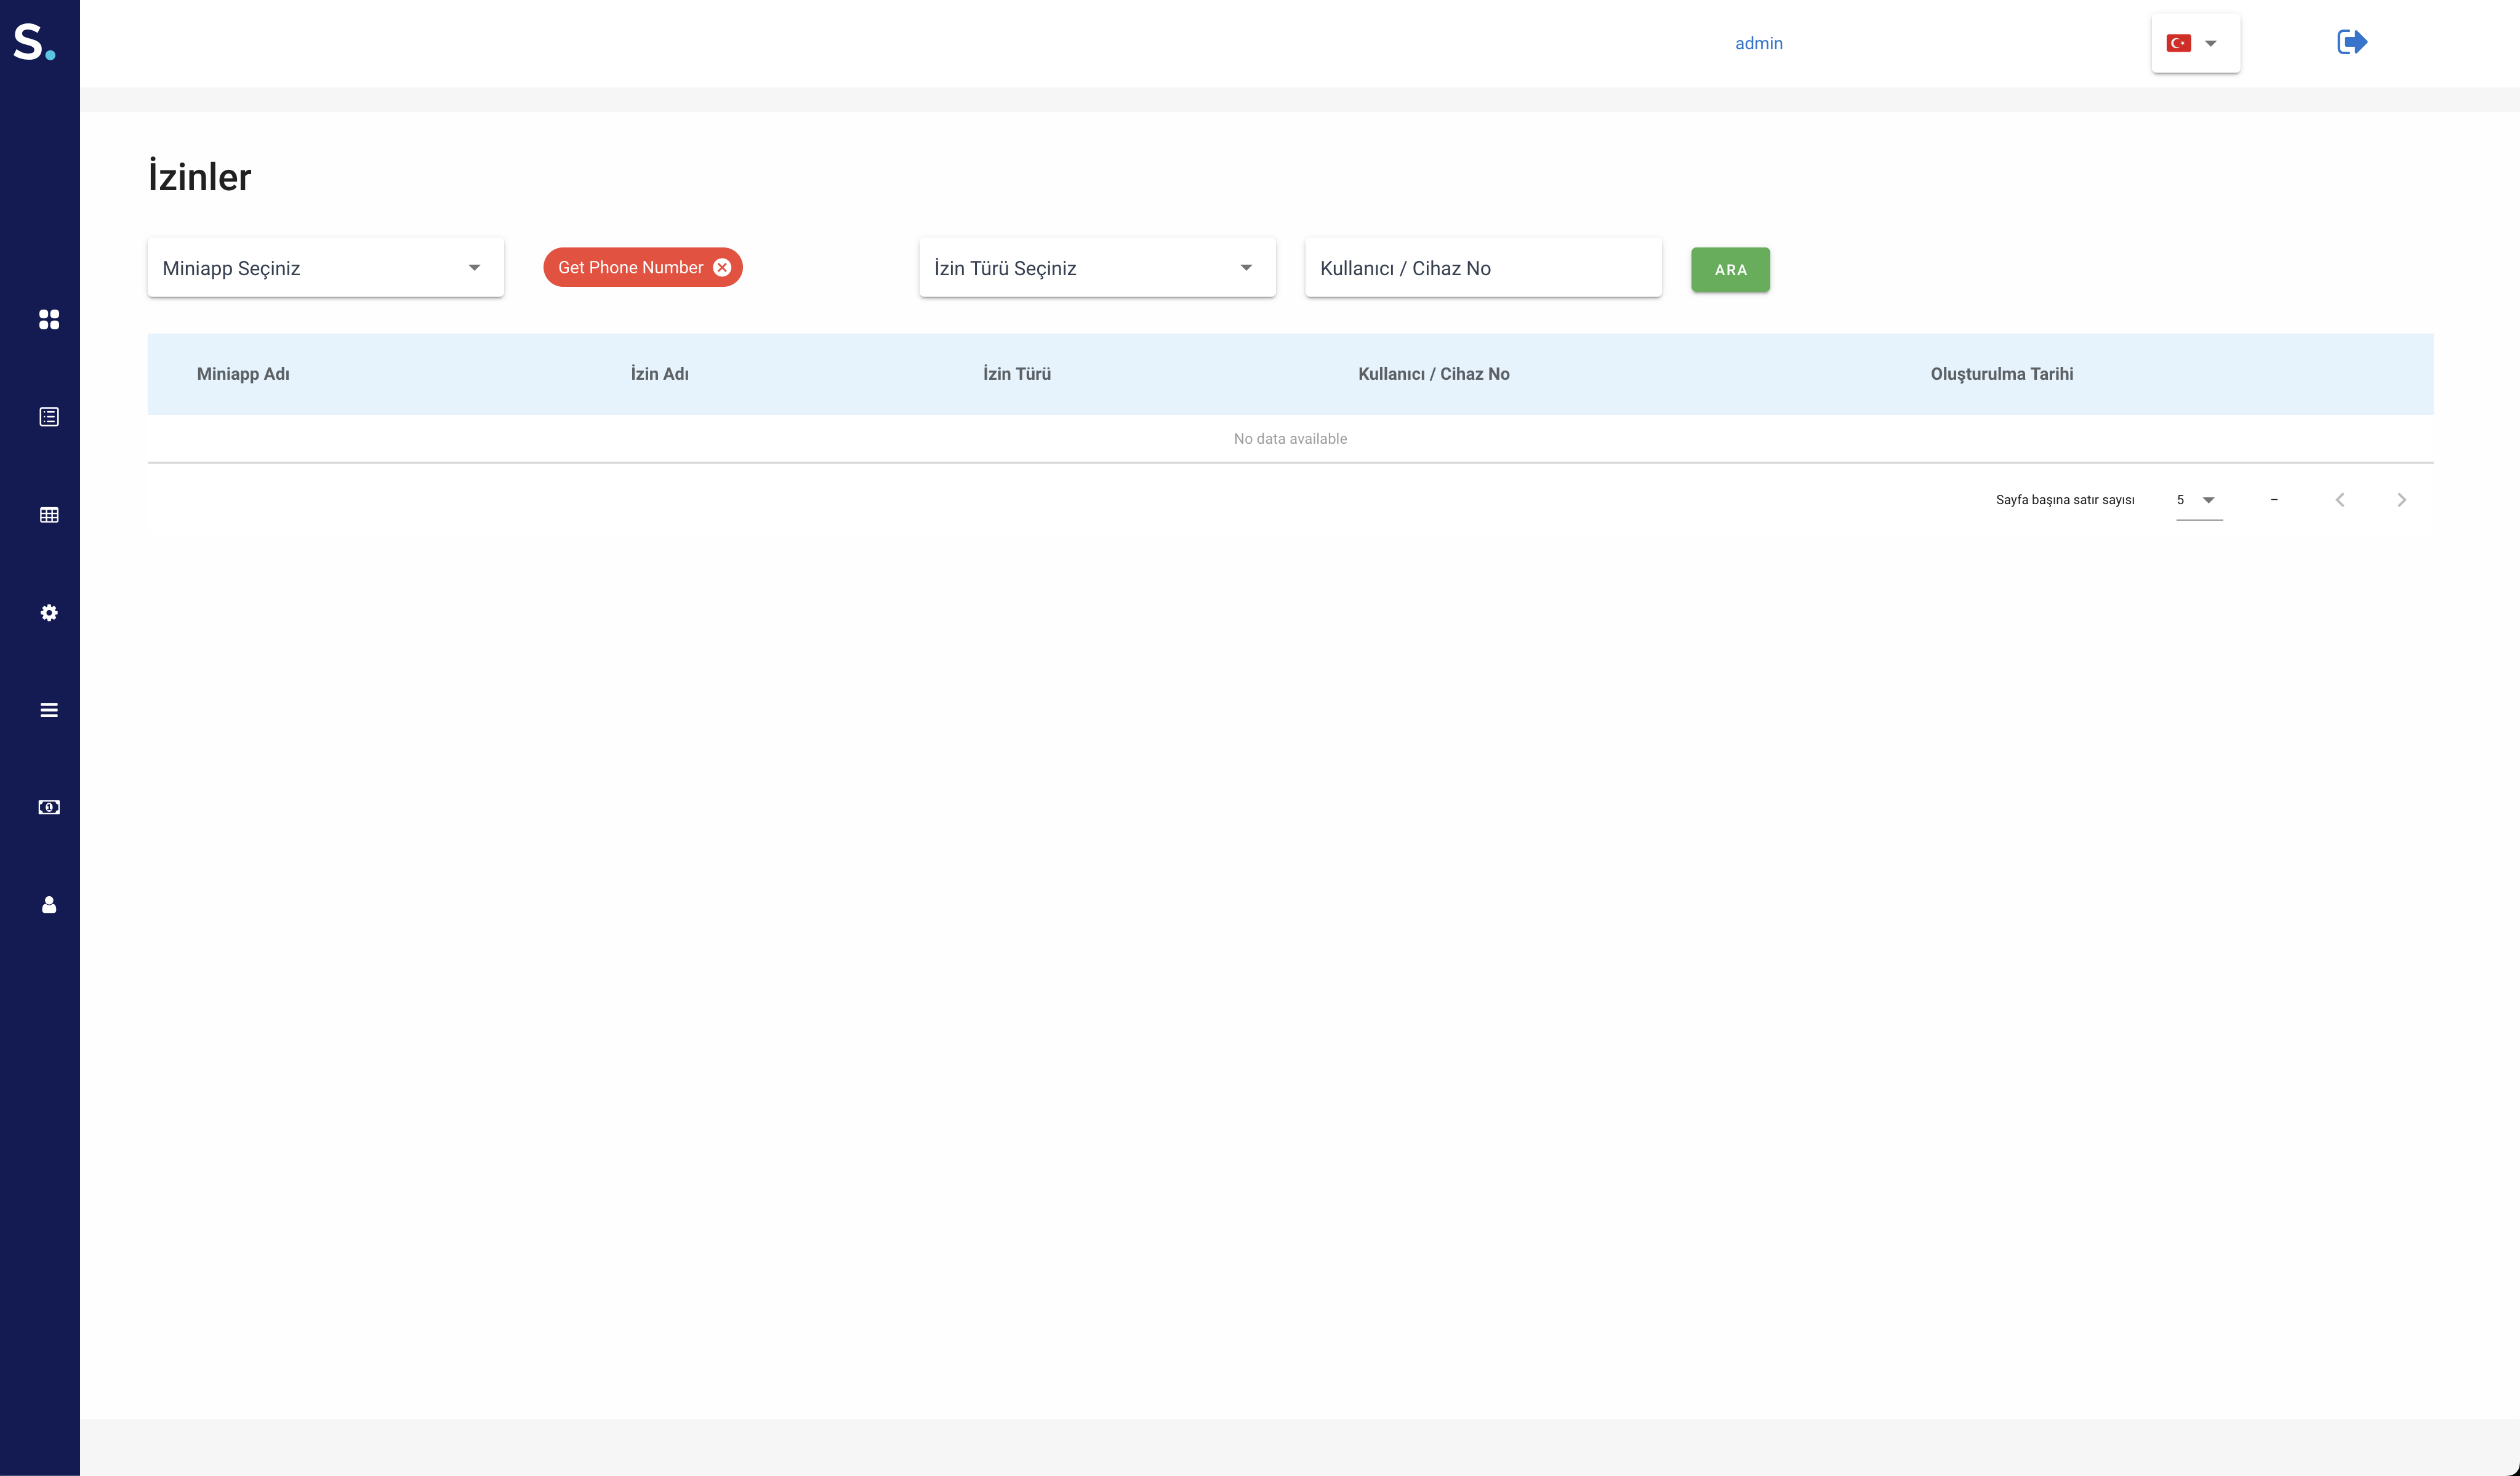 S.
admin
İzinler
Miniapp Seçiniz
Get Phone Number
İzin Türü Seçiniz
Kullanıcı / Cihaz No
ARA
Miniapp Adı İzin Adı İzin Türü Kullanıcı / Cihaz No Oluşturulma Tarihi
No data available
Sayfa başına satır sayısı 5 –